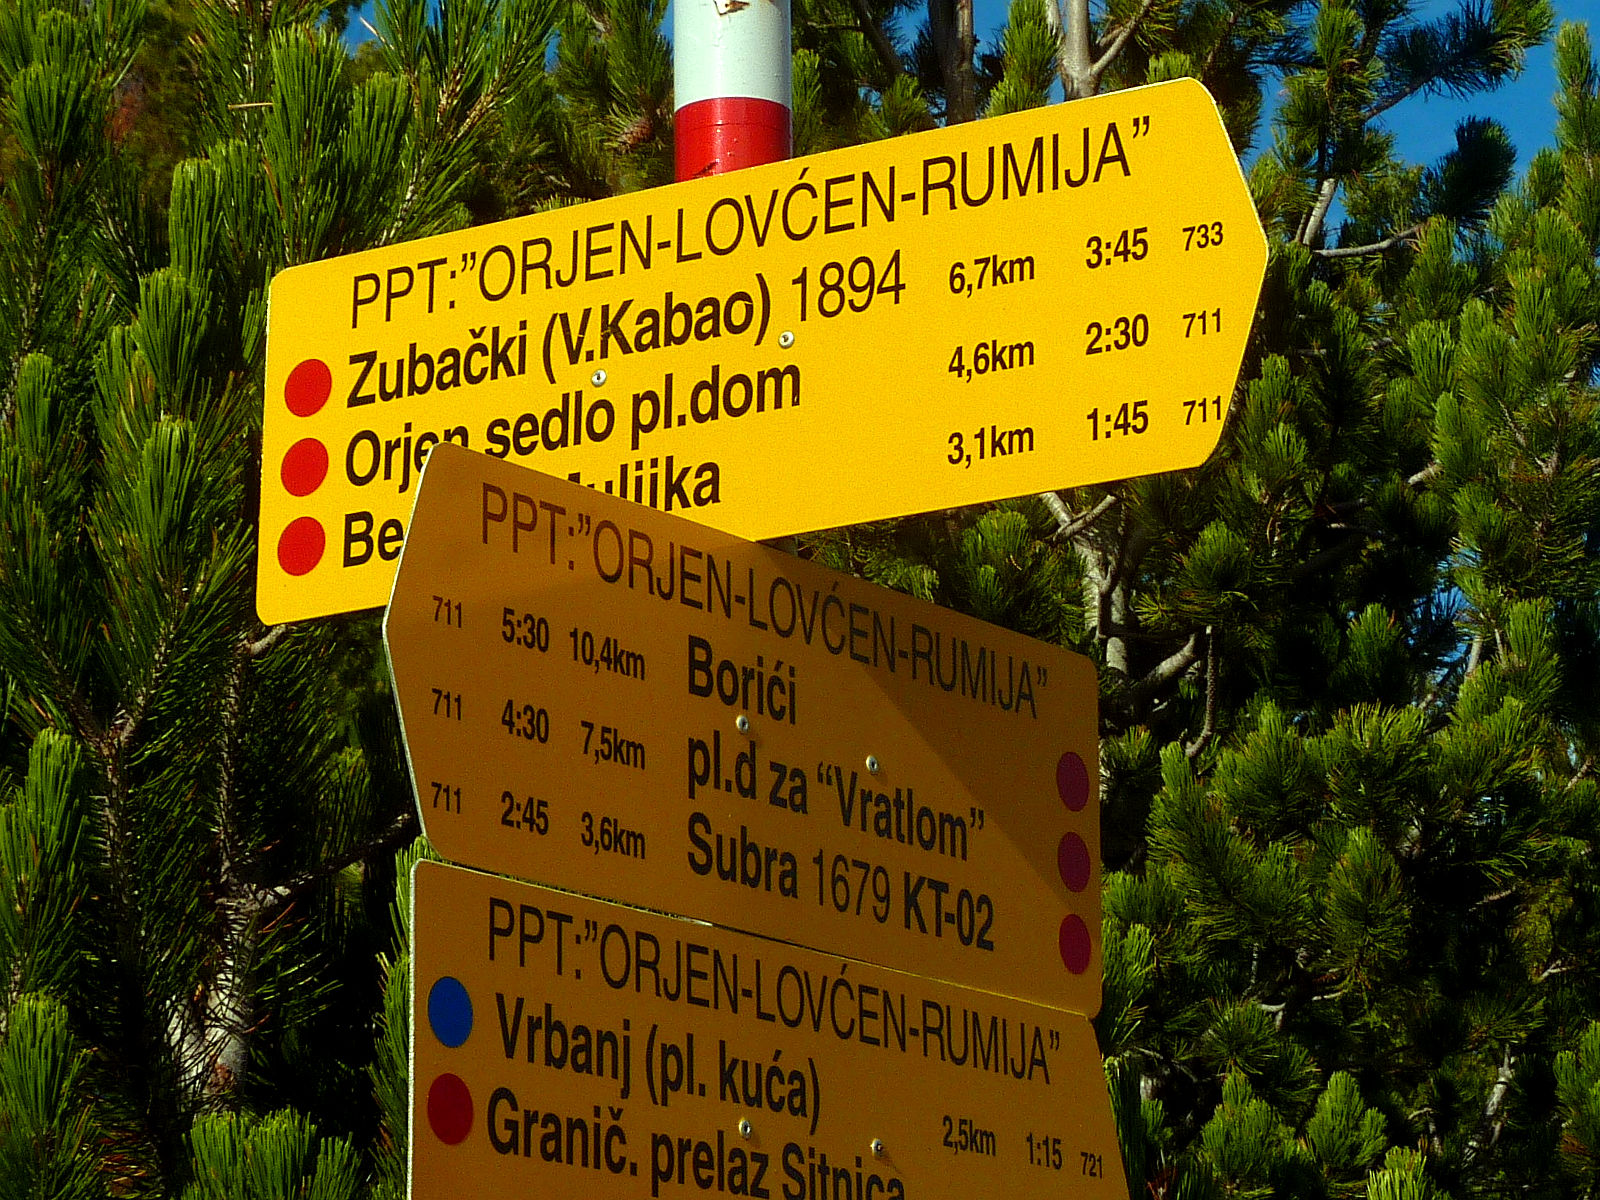 PPT:”ORJEN-LOVĆEN-RUMIJA”
Zubački (V.Kabao) 1894 6,7km 3:45 733
Orjen sedlo pl.dom 4,6km 2:30 711
3,1km 1:45 711
PPT:”ORJEN-LOVĆEN-RUMIJA”
711 5:30 10,4km Borići
711 4:30 7,5km pl.d za “Vratlom”
711 2:45 3,6km Subra 1679 KT-02
PPT:”ORJEN-LOVĆEN-RUMIJA”
Vrbanj (pl. kuća) 2,5km 1:15 721
Granič. prelaz Sitnica